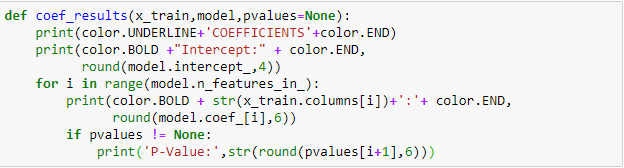 def coef_results(x_train,model,pvalues=None):
    print(color.UNDERLINE+'COEFFICIENTS'+color.END)
    print(color.BOLD +"Intercept:" + color.END,
          round(model.intercept_,4))
    for i in range(model.n_features_in_):
        print(color.BOLD + str(x_train.columns[i])+':'+ color.END,
              round(model.coef_[i],6))
        if pvalues != None:
            print('P-Value:',str(round(pvalues[i+1],6)))